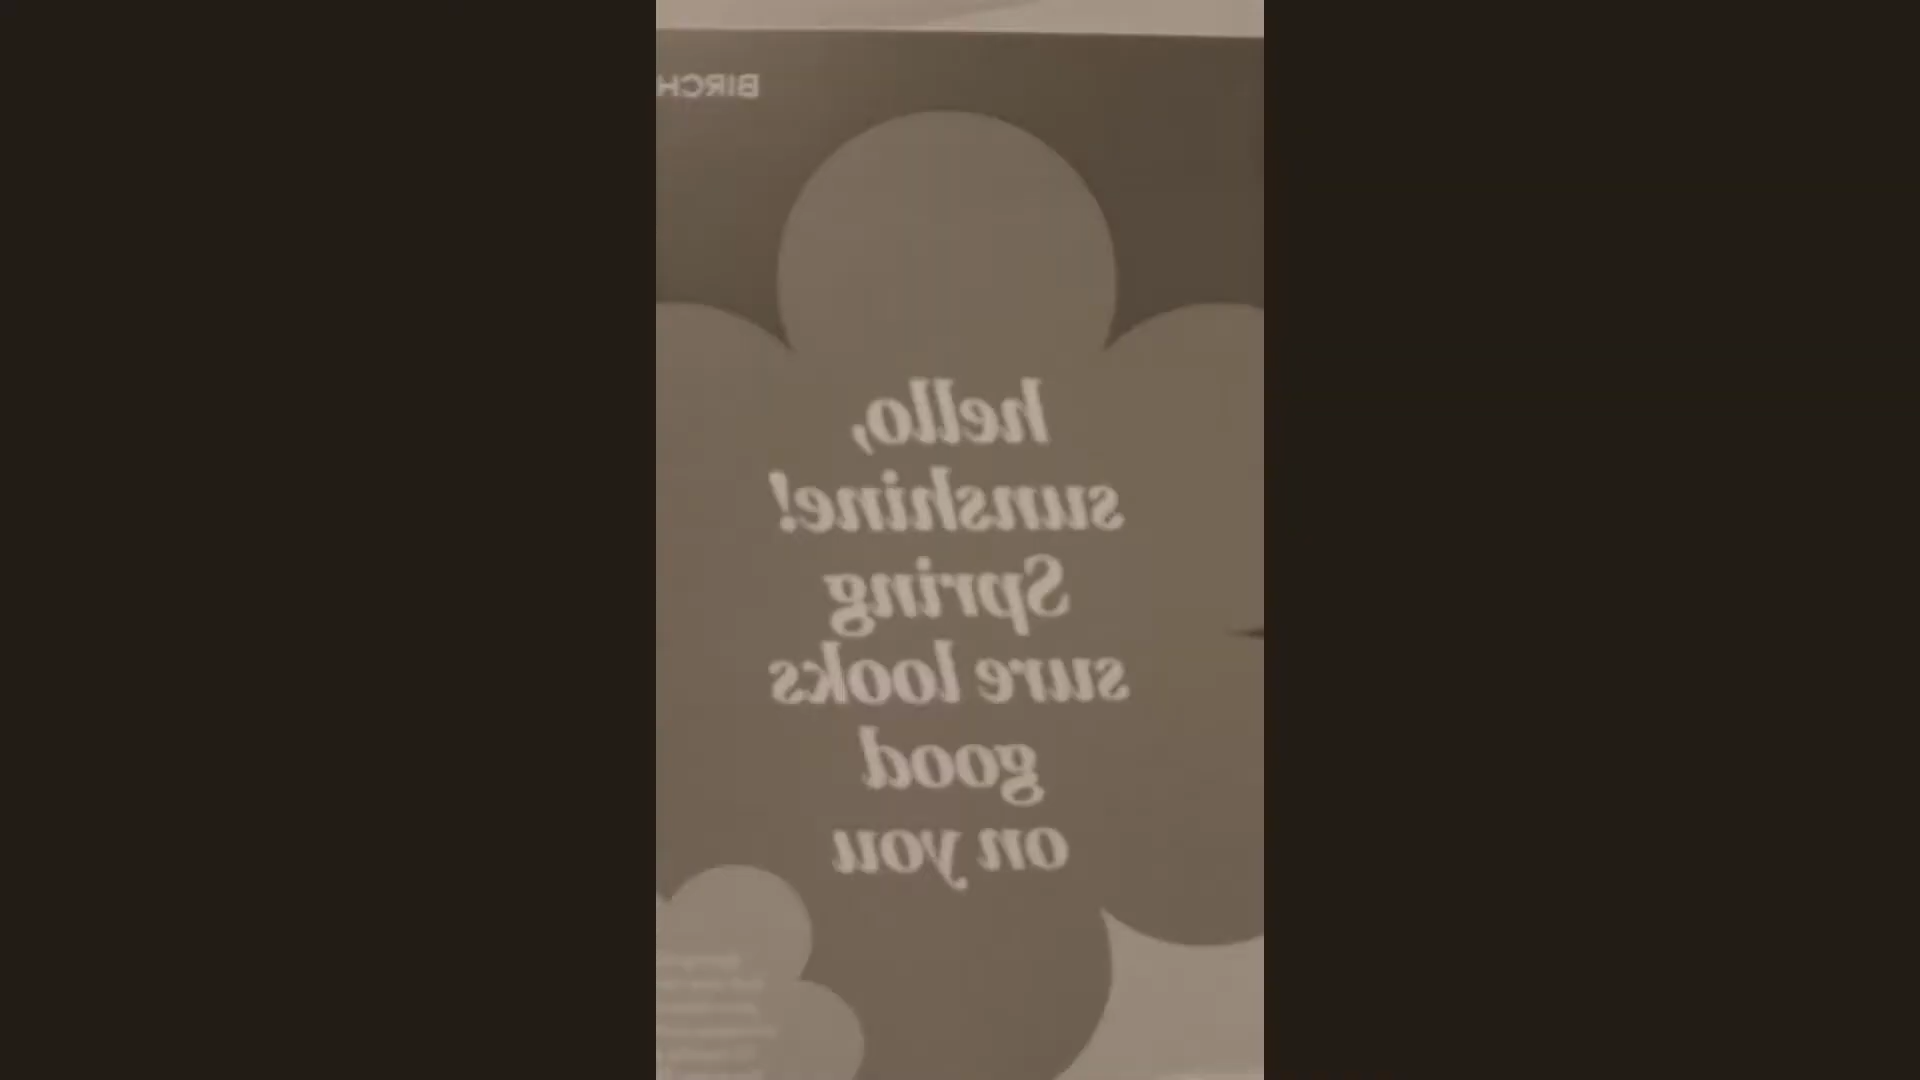 BIRCH
hello,
sunshine!
Spring
sure looks
good
on you